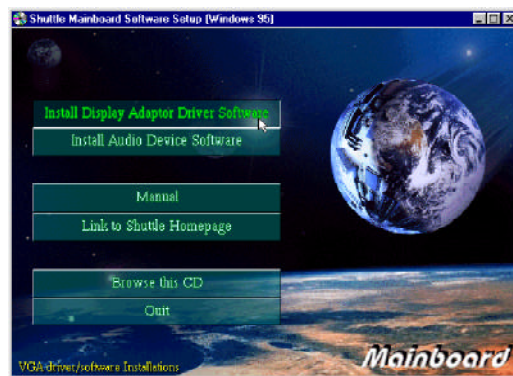 Shuttle Mainboard Software Setup [Windows 95]
Install Display Adaptor Driver Software
Install Audio Device Software
Manual
Link to Shuttle Homepage
Browse this CD
Quit
VGA driver/software Installations
Mainboard